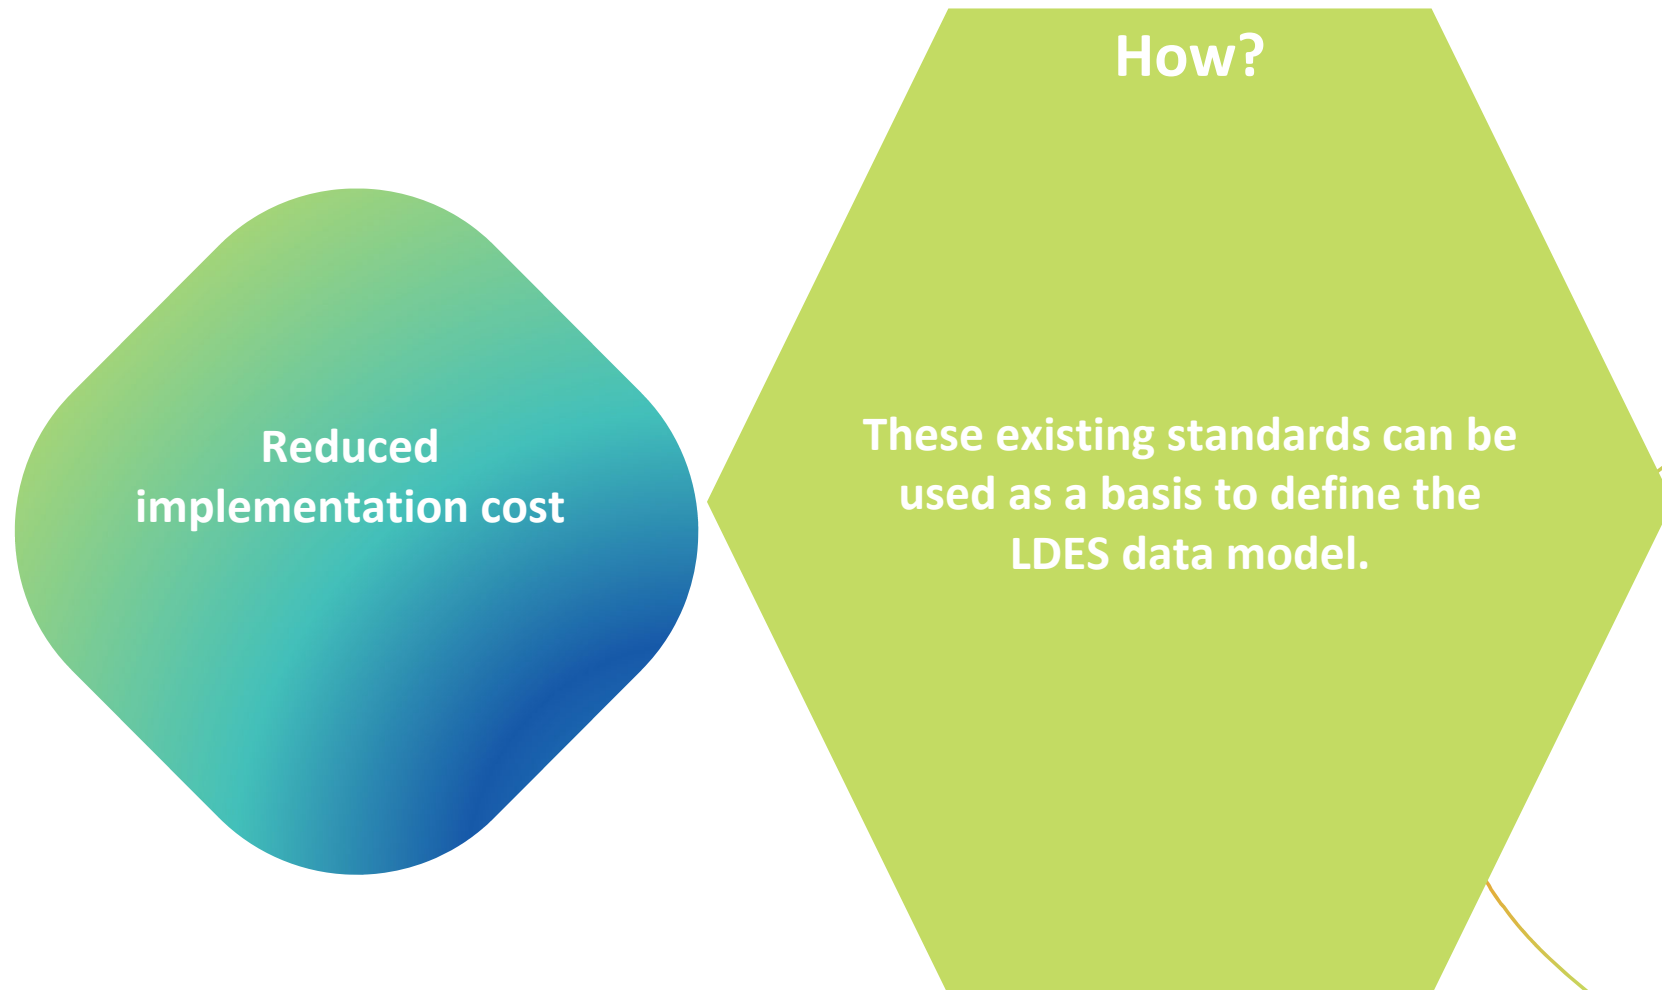 Reduced
implementation cost
How?
These existing standards can be
used as a basis to define the
LDES data model.